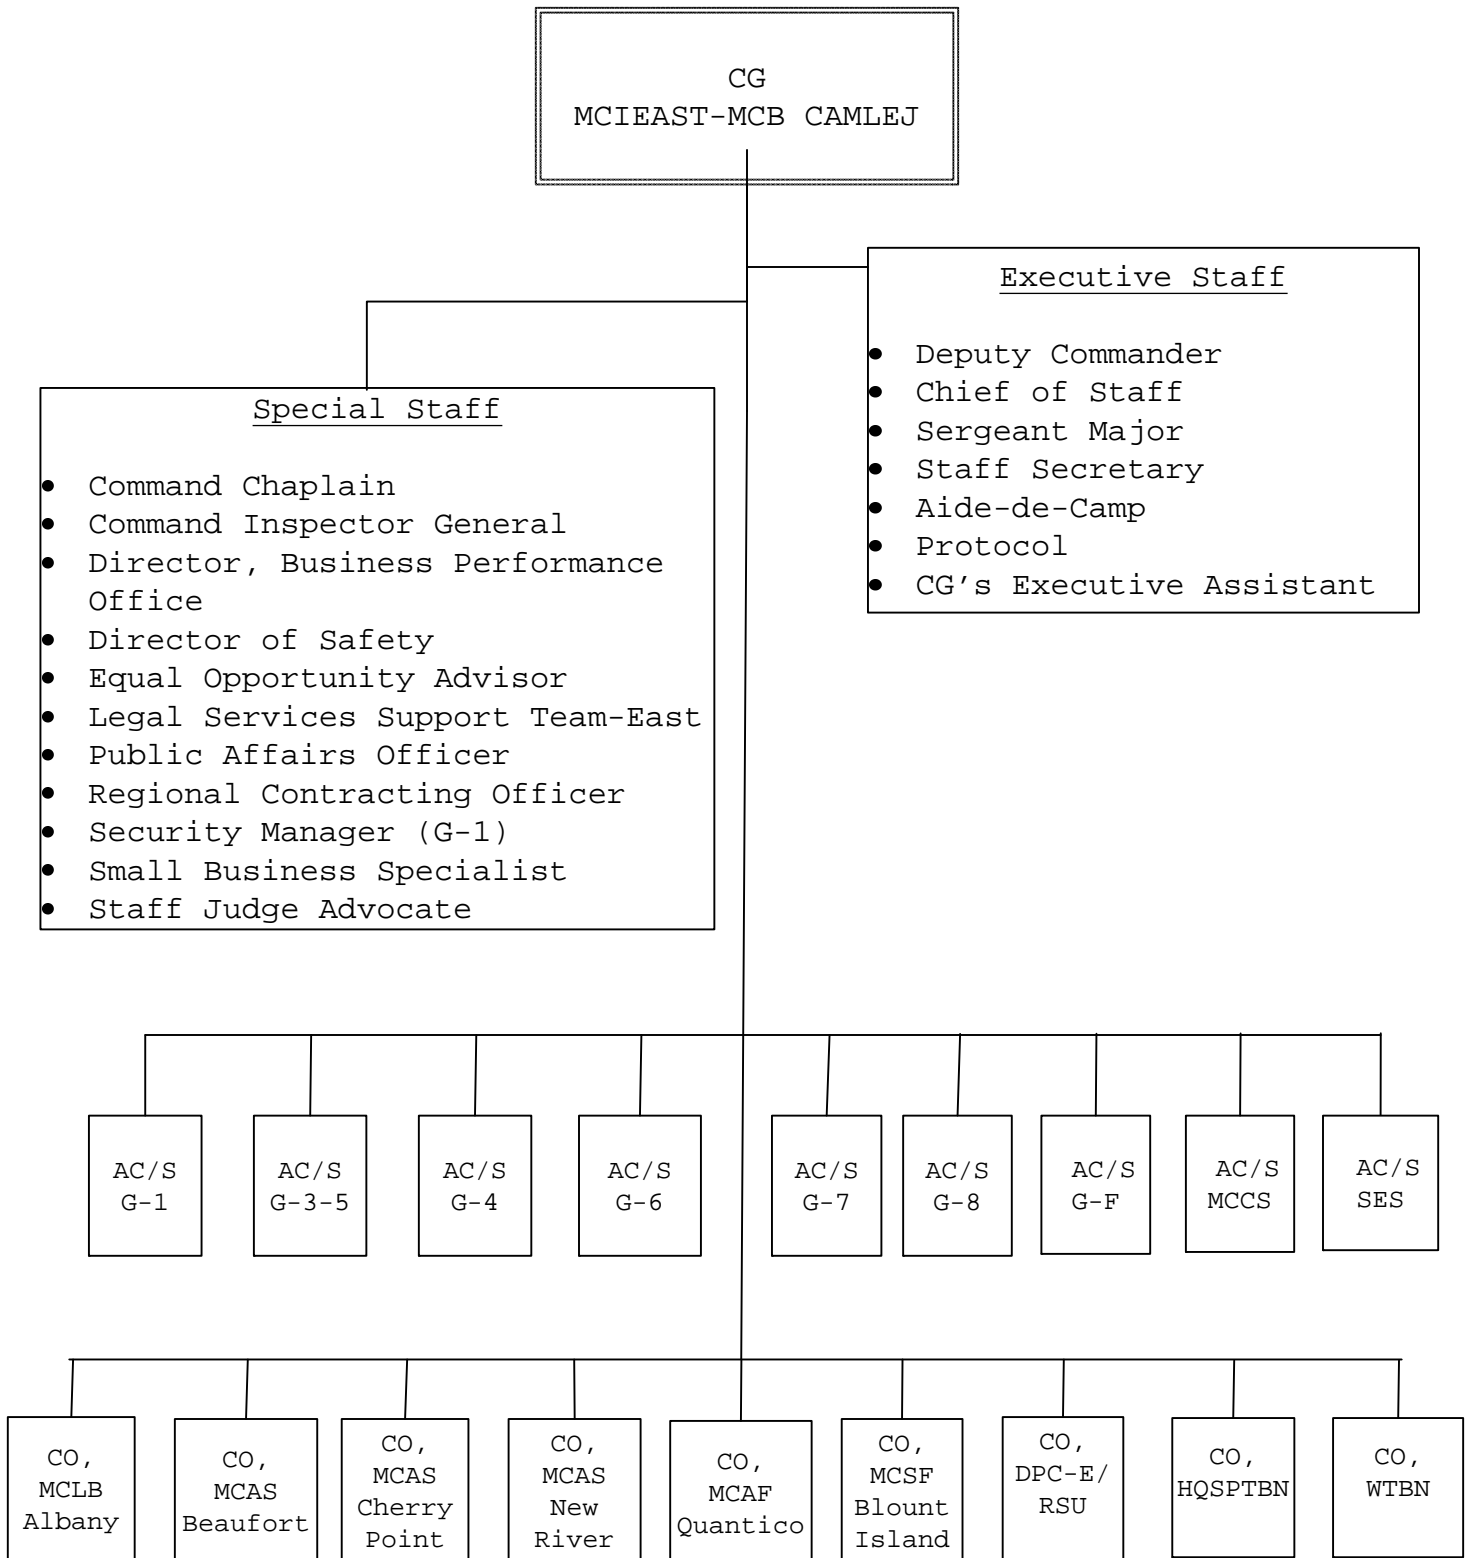 CG
MCIEAST-MCB CAMLEJ
Executive Staff
• Deputy Commander
• Chief of Staff
• Sergeant Major
• Staff Secretary
• Aide-de-Camp
• Protocol
• CG’s Executive Assistant
Special Staff
• Command Chaplain
• Command Inspector General
• Director, Business Performance
Office
• Director of Safety
• Equal Opportunity Advisor
• Legal Services Support Team-East
• Public Affairs Officer
• Regional Contracting Officer
• Security Manager (G-1)
• Small Business Specialist
• Staff Judge Advocate
AC/S
G-1
AC/S
G-3-5
AC/S
G-4
AC/S
G-6
AC/S
G-7
AC/S
G-8
AC/S
G-F
AC/S
MCCS
AC/S
SES
CO,
MCLB
Albany
CO,
MCAS
Beaufort
CO,
MCAS
Cherry
Point
CO,
MCAS
New
River
CO,
MCAF
Quantico
CO,
MCSF
Blount
Island
CO,
DPC-E/
RSU
CO,
HQSPTBN
CO,
WTBN